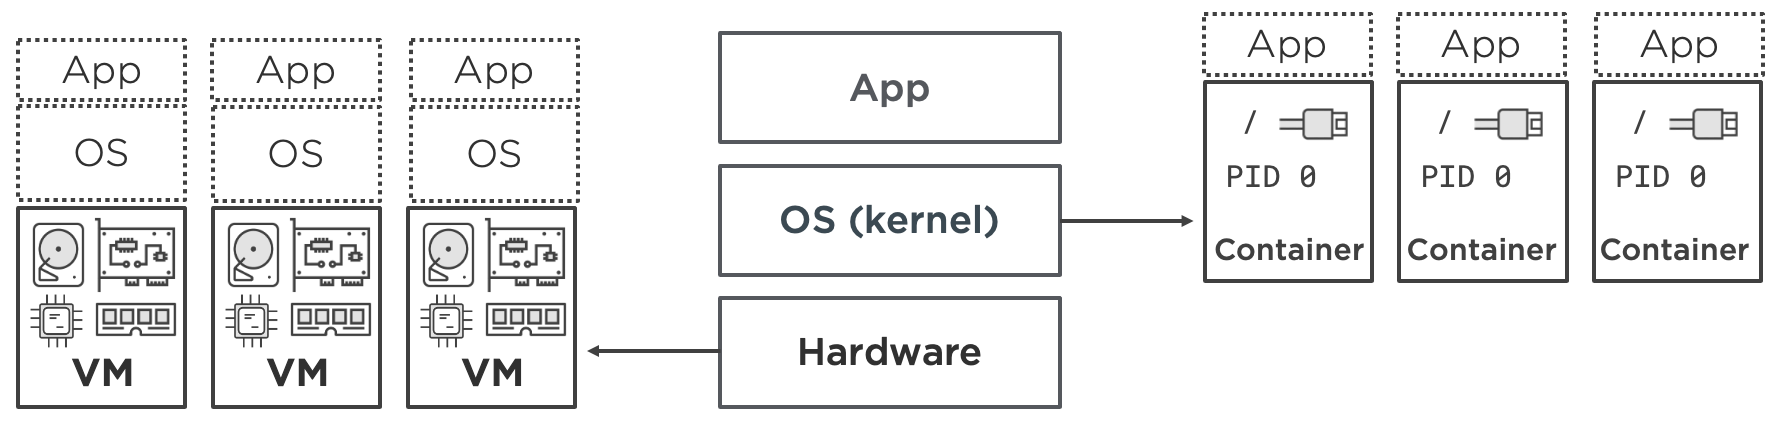 App
OS
VM
App
OS
VM
App
OS
VM
App
OS (kernel)
Hardware
App
/
PID 0
Container
App
/
PID 0
Container
App
/
PID 0
Container